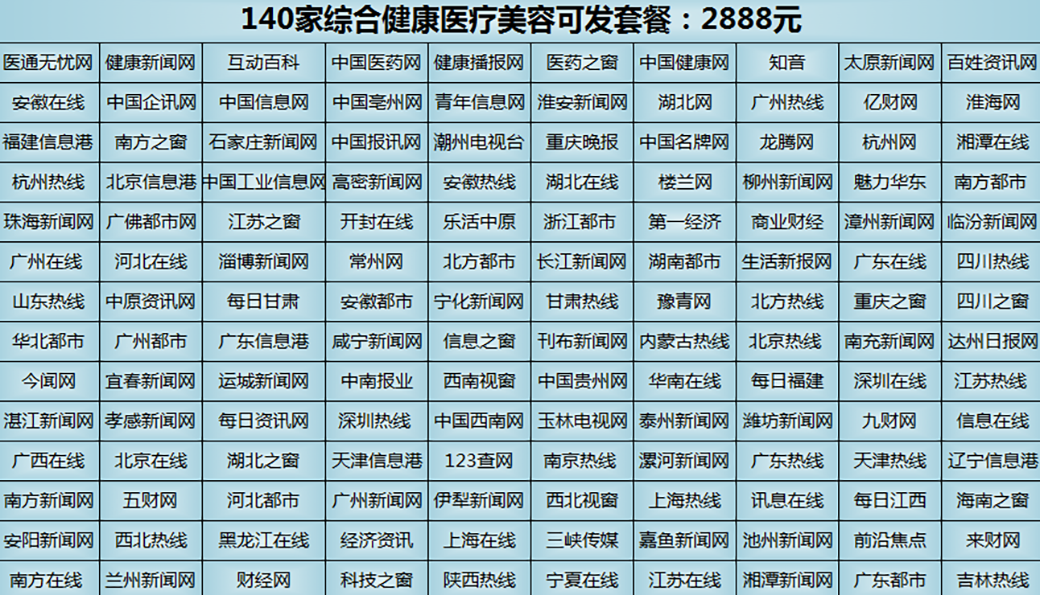 140家综合健康医疗美容可发套餐：2888元
医通无忧网 健康新闻网 互动百科 中国医药网 健康播报网 医药之窗 中国健康网 知音 太原新闻网 百姓资讯网
安徽在线 中国企讯网 中国信息网 中国亳州网 青年信息网 淮安新闻网 湖北网 广州热线 亿财网 淮海网
福建信息港 南方之窗 石家庄新闻网 中国报讯网 潮州电视台 重庆晚报 中国名牌网 龙腾网 杭州网 湘潭在线
杭州热线 北京信息港 中国工业信息网 高密新闻网 安徽热线 湖北在线 楼兰网 柳州新闻网 魅力华东 南方都市
珠海新闻网 广佛都市网 江苏之窗 开封在线 乐活中原 浙江都市 第一经济 商业财经 漳州新闻网 临汾新闻网
广州在线 河北在线 淄博新闻网 常州网 北方都市 长江新闻网 湖南都市 生活新报网 广东在线 四川热线
山东热线 中原资讯网 每日甘肃 安徽都市 宁化新闻网 甘肃热线 豫青网 北方热线 重庆之窗 四川之窗
华北都市 广州都市 广东信息港 咸宁新闻网 信息之窗 刊布新闻网 内蒙古热线 北京热线 南充新闻网 达州日报网
今闻网 宜春新闻网 运城新闻网 中南报业 西南视窗 中国贵州网 华南在线 每日福建 深圳在线 江苏热线
湛江新闻网 孝感新闻网 每日资讯网 深圳热线 中国西南网 玉林电视网 泰州新闻网 潍坊新闻网 九财网 信息在线
广西在线 北京在线 湖北之窗 天津信息港 123查网 南京热线 漯河新闻网 广东热线 天津热线 辽宁信息港
南方新闻网 五财网 河北都市 广州新闻网 伊犁新闻网 西北视窗 上海热线 讯息在线 每日江西 海南之窗
安阳新闻网 西北热线 黑龙江在线 经济资讯 上海在线 三峡传媒 嘉鱼新闻网 池州新闻网 前沿焦点 来财网
南方在线 兰州新闻网 财经网 科技之窗 陕西热线 宁夏在线 江苏在线 湘潭新闻网 广东都市 吉林热线